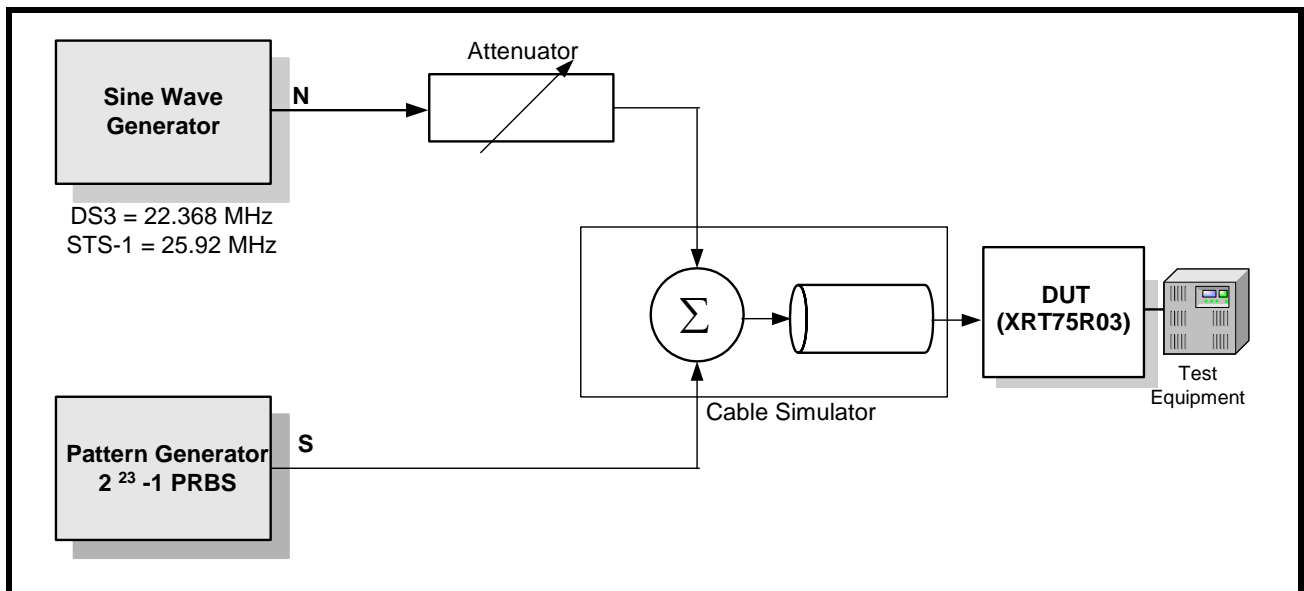 Attenuator
Sine Wave
Generator
N
DS3 = 22.368 MHz
STS-1 = 25.92 MHz
Σ
DUT
(XRT75R03)
Test
Equipment
Cable Simulator
Pattern Generator
2 ²³ -1 PRBS
S